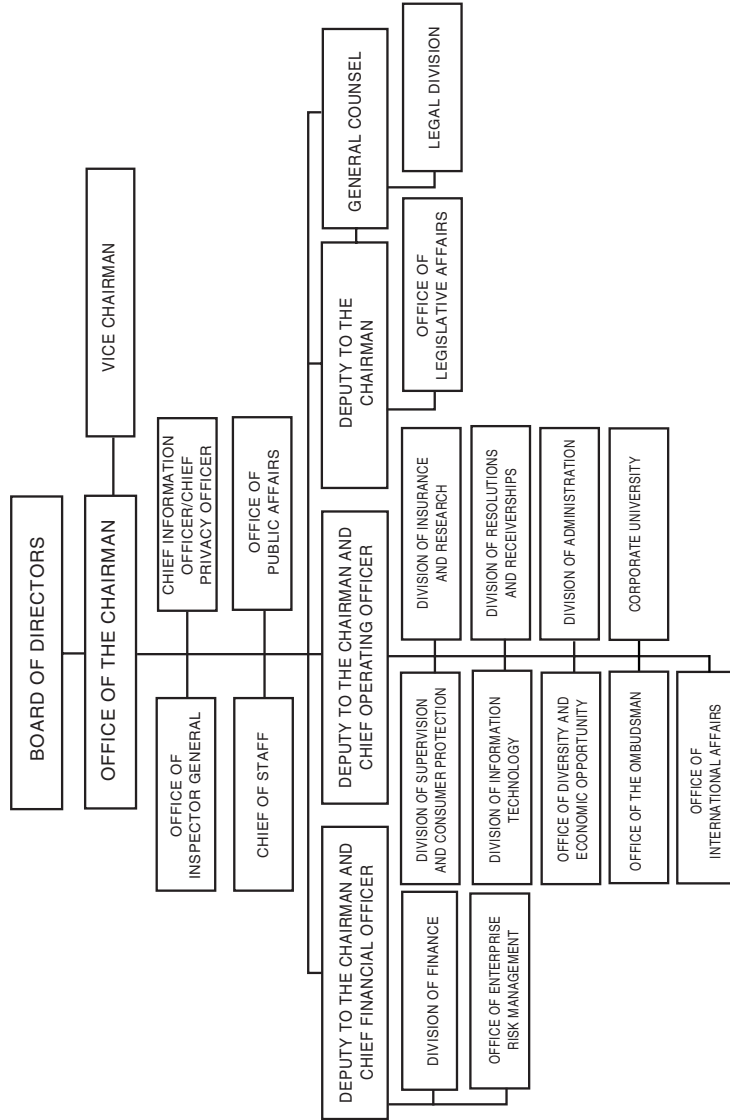 BOARD OF DIRECTORS
OFFICE OF THE CHAIRMAN
VICE CHAIRMAN
OFFICE OF
INSPECTOR GENERAL
CHIEF INFORMATION
OFFICER/CHIEF
PRIVACY OFFICER
CHIEF OF STAFF
OFFICE OF
PUBLIC AFFAIRS
DEPUTY TO THE CHAIRMAN AND
CHIEF FINANCIAL OFFICER
DEPUTY TO THE CHAIRMAN AND
CHIEF OPERATING OFFICER
DEPUTY TO THE
CHAIRMAN
GENERAL COUNSEL
DIVISION OF FINANCE
OFFICE OF ENTERPRISE
RISK MANAGEMENT
DIVISION OF SUPERVISION
AND CONSUMER PROTECTION
DIVISION OF INSURANCE
AND RESEARCH
DIVISION OF INFORMATION
TECHNOLOGY
DIVISION OF RESOLUTIONS
AND RECEIVERSHIPS
OFFICE OF DIVERSITY AND
ECONOMIC OPPORTUNITY
DIVISION OF ADMINISTRATION
OFFICE OF THE OMBUDSMAN
CORPORATE UNIVERSITY
OFFICE OF
INTERNATIONAL AFFAIRS
OFFICE OF
LEGISLATIVE AFFAIRS
LEGAL DIVISION